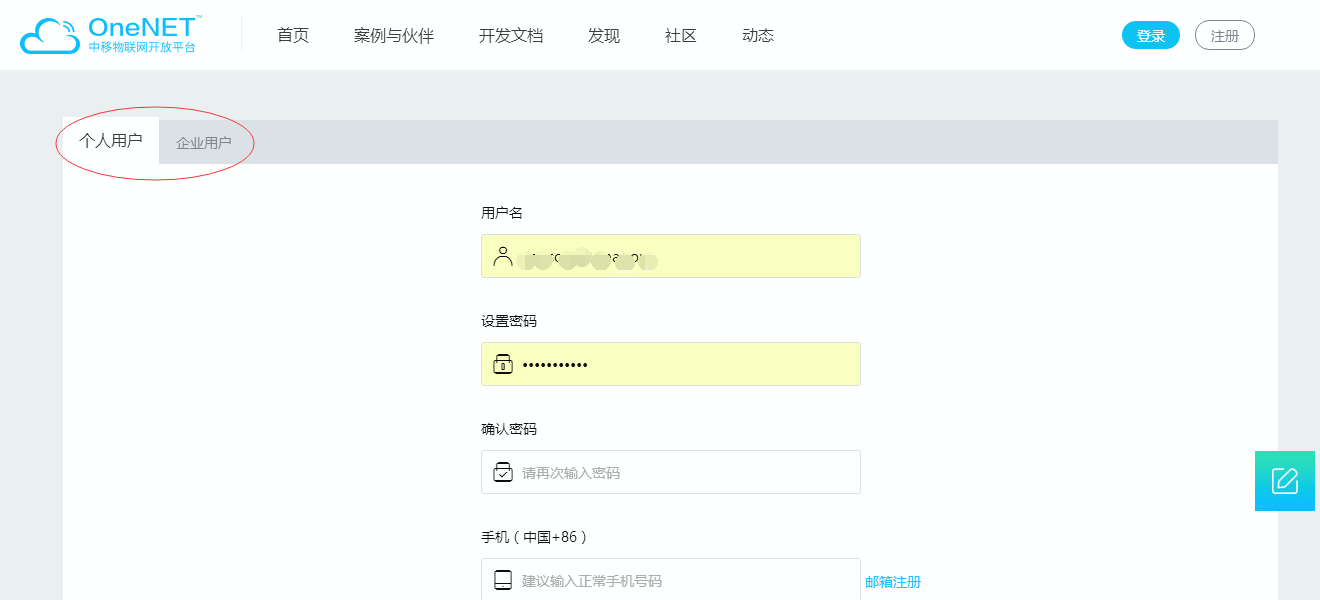 OneNET™
中移物联网开放平台
首页 案例与伙伴 开发文档 发现 社区 动态 登录 注册
个人用户 企业用户
用户名
设置密码
•••••••••••
确认密码
请再次输入密码
手机（中国+86）
建议输入正常手机号码 邮箱注册